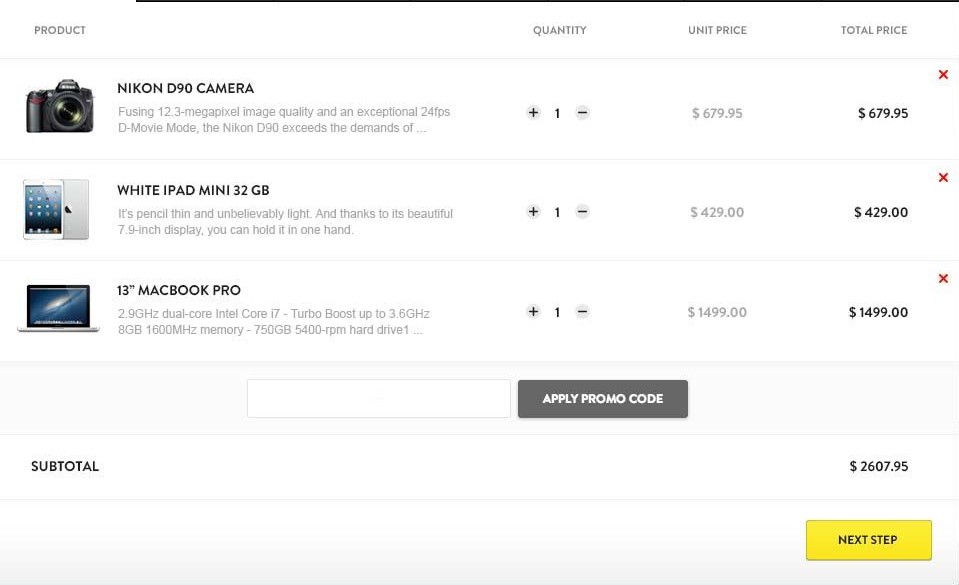 PRODUCT QUANTITY UNIT PRICE TOTAL PRICE
NIKON D90 CAMERA
Fusing 12.3-megapixel image quality and an exceptional 24fps
D-Movie Mode, the Nikon D90 exceeds the demands of ...
+ 1 − $ 679.95 $ 679.95
WHITE IPAD MINI 32 GB
It's pencil thin and unbelievably light. And thanks to its beautiful
7.9-inch display, you can hold it in one hand.
+ 1 − $ 429.00 $ 429.00
13” MACBOOK PRO
2.9GHz dual-core Intel Core i7 - Turbo Boost up to 3.6GHz
8GB 1600MHz memory - 750GB 5400-rpm hard drive1 ...
+ 1 − $ 1499.00 $ 1499.00
APPLY PROMO CODE
SUBTOTAL $ 2607.95
NEXT STEP